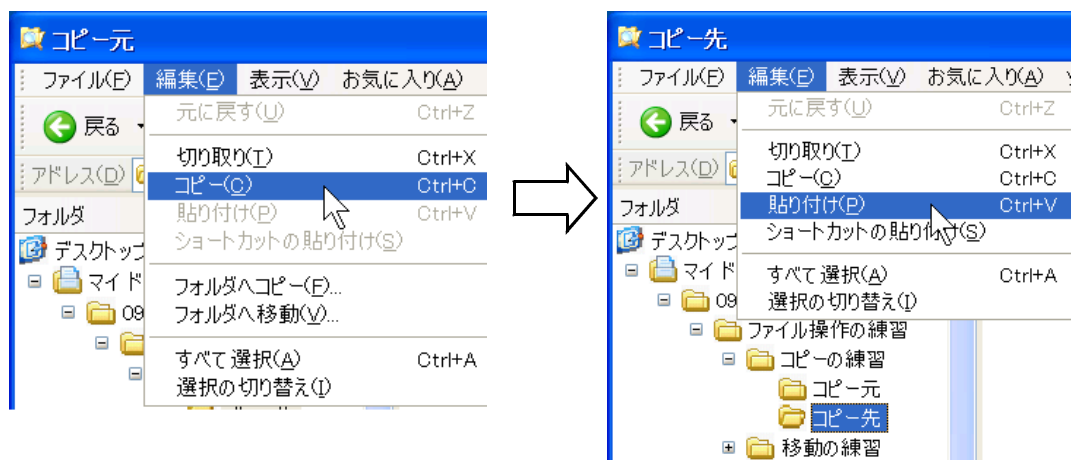 コピー元
ファイル(F) 編集(E) 表示(V) お気に入り(A)
元に戻す(U) Ctrl+Z
戻る
切り取り(T) Ctrl+X
アドレス(D)
コピー(C) Ctrl+C
フォルダ
貼り付け(P) Ctrl+V
デスクトップ
ショートカットの貼り付け(S)
マイ ド
フォルダへコピー(F)...
09
フォルダへ移動(V)...
すべて選択(A) Ctrl+A
選択の切り替え(I)
コピー先
ファイル(F) 編集(E) 表示(V) お気に入り(A)
元に戻す(U) Ctrl+Z
戻る
切り取り(T) Ctrl+X
アドレス(D)
コピー(C) Ctrl+C
フォルダ
貼り付け(P) Ctrl+V
デスクトップ
ショートカットの貼り付け(S)
マイ ド
すべて選択(A) Ctrl+A
09
選択の切り替え(I)
ファイル操作の練習
コピーの練習
コピー元
コピー先
移動の練習